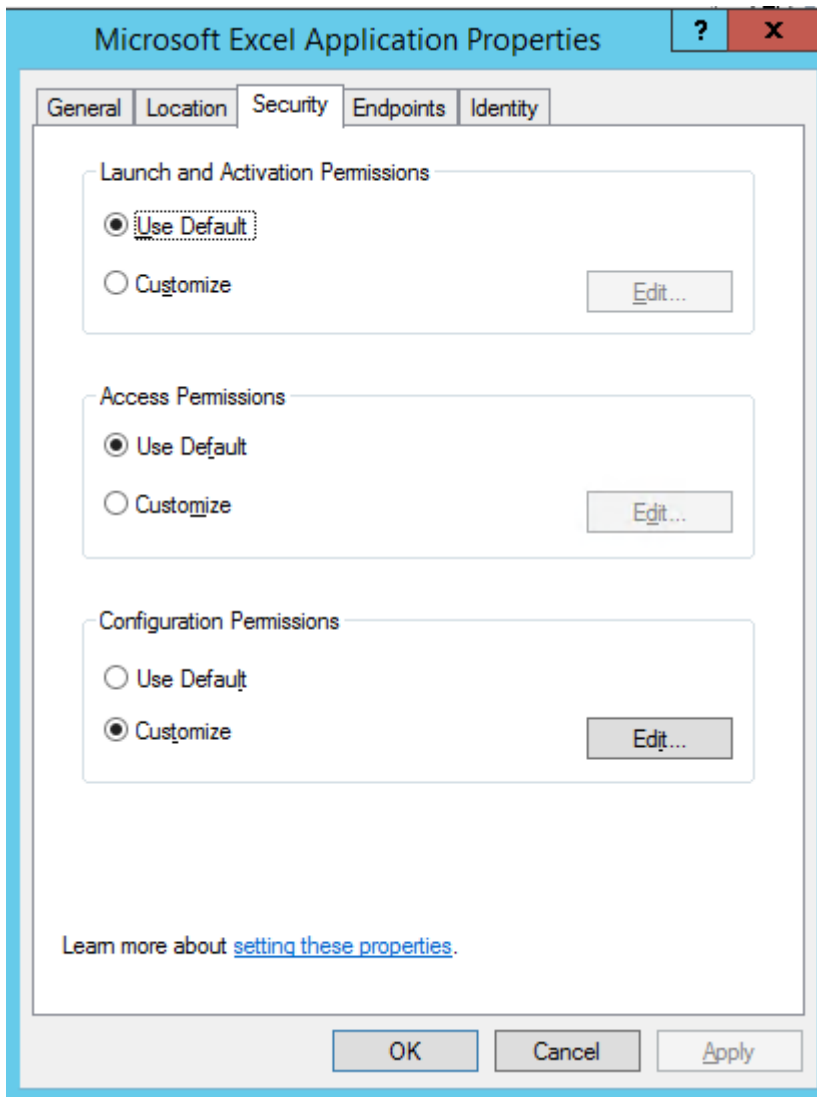 Microsoft Excel Application Properties ? x
General Location Security Endpoints Identity
Launch and Activation Permissions
Use Default
Customize
Edit...
Access Permissions
Use Default
Customize
Edit...
Configuration Permissions
Use Default
Customize
Edit...
Learn more about setting these properties.
OK Cancel Apply